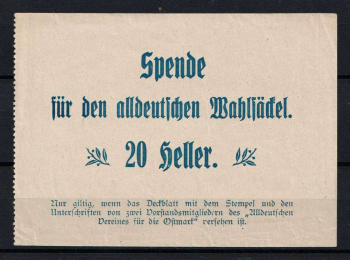 Spende
für den alldeutschen Wahlsäckel.
20 Heller.
Nur giltig, wenn das Deckblatt mit dem Stempel und den
Unterschriften von zwei Vorstandsmitgliedern des „Alldeutschen
Vereines für die Ostmark" versehen ist.